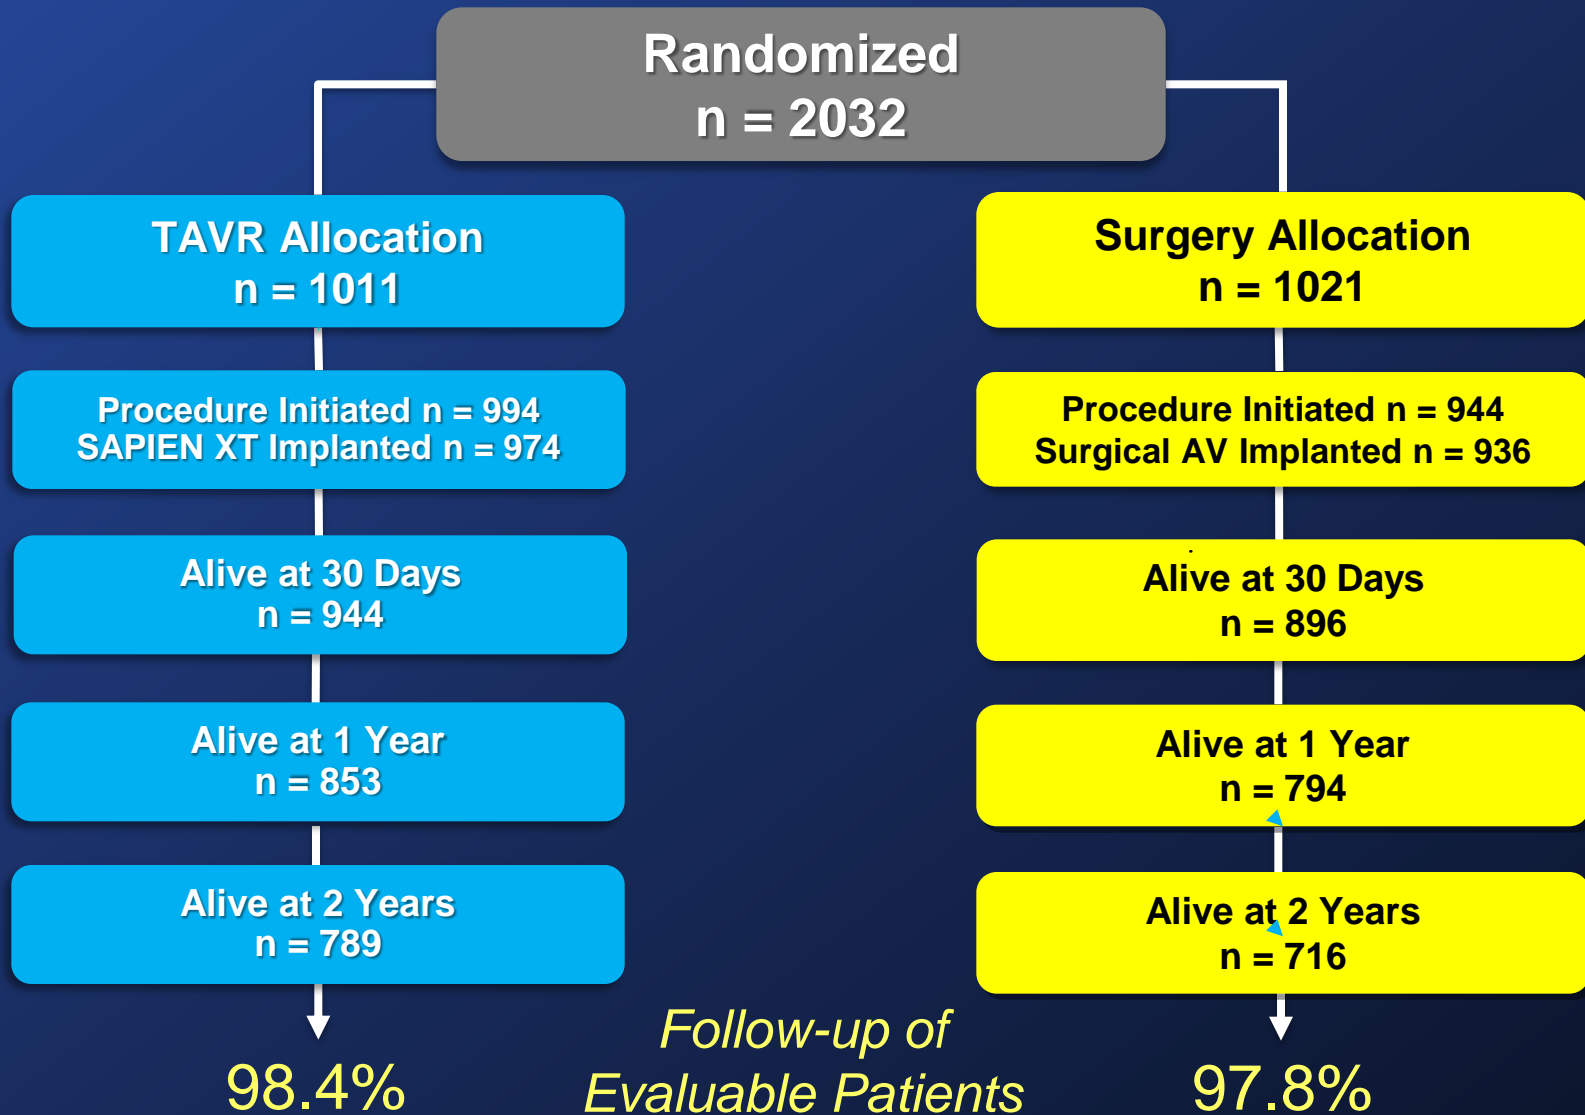 Randomized
n = 2032
TAVR Allocation
n = 1011
Surgery Allocation
n = 1021
Procedure Initiated n = 994
SAPIEN XT Implanted n = 974
Procedure Initiated n = 944
Surgical AV Implanted n = 936
Alive at 30 Days
n = 944
Alive at 30 Days
n = 896
Alive at 1 Year
n = 853
Alive at 1 Year
n = 794
Alive at 2 Years
n = 789
Alive at 2 Years
n = 716
98.4%
Follow-up of
Evaluable Patients
97.8%